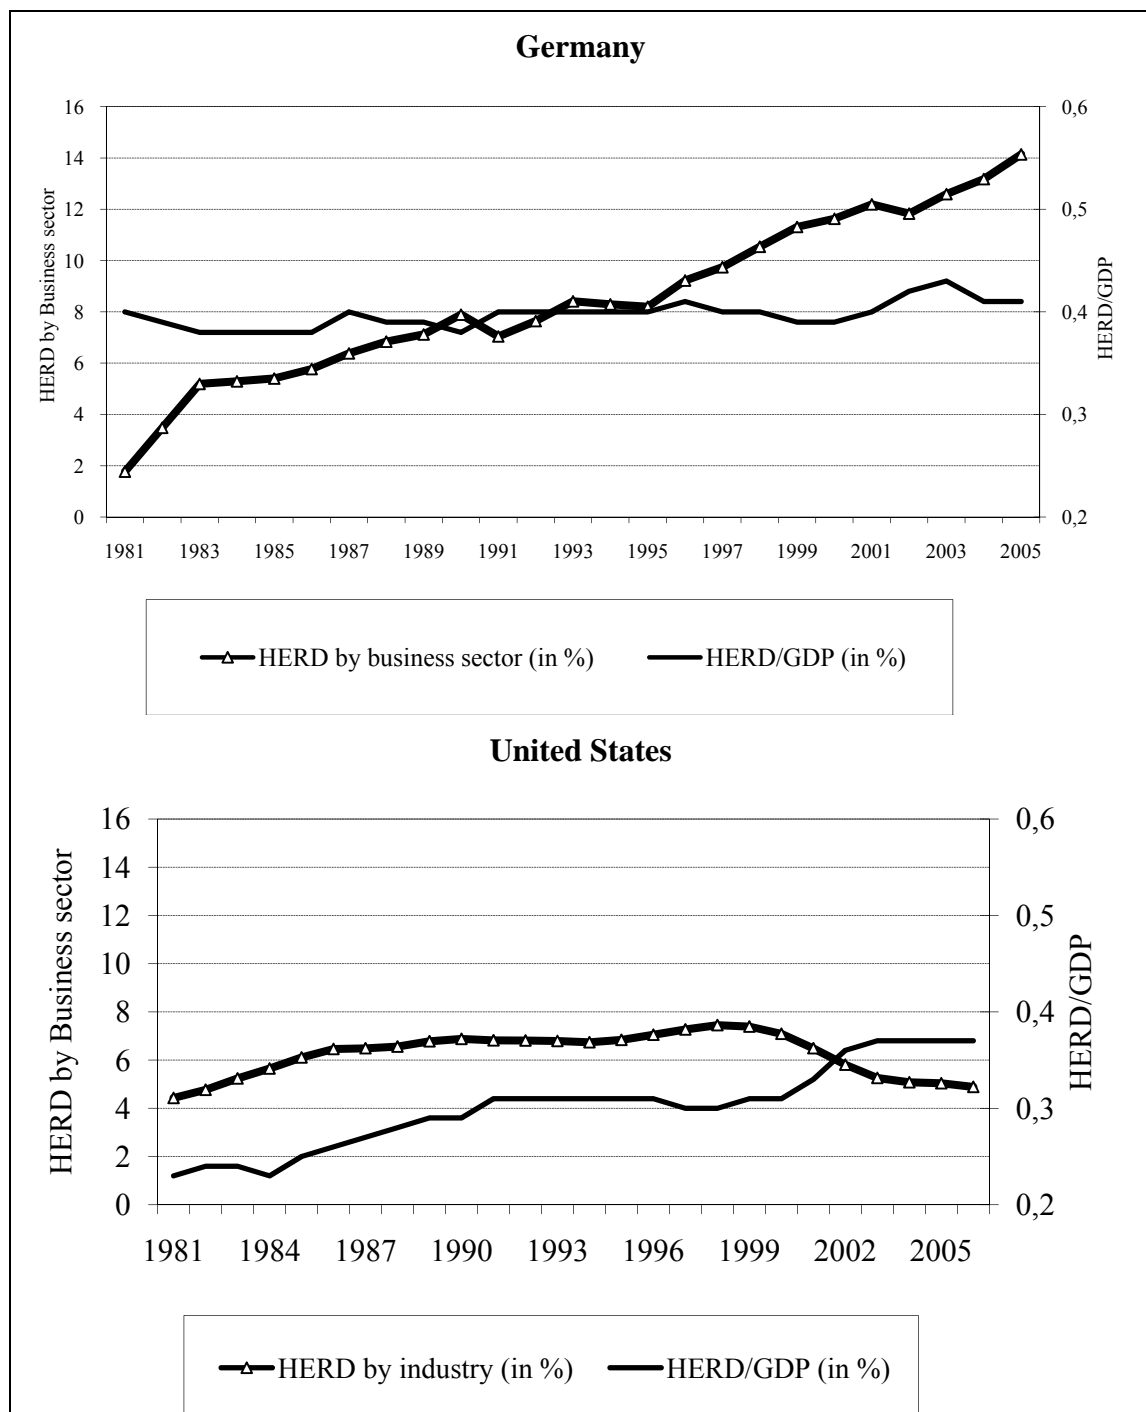 Germany
16
14
12
10
8
6
4
2
0
HERD by Business sector
0,6
0,5
0,4
0,3
0,2
HERD/GDP
1981 1983 1985 1987 1989 1991 1993 1995 1997 1999 2001 2003 2005
HERD by business sector (in %) HERD/GDP (in %)
United States
16
14
12
10
8
6
4
2
0
HERD by Business sector
0,6
0,5
0,4
0,3
0,2
HERD/GDP
1981 1984 1987 1990 1993 1996 1999 2002 2005
HERD by industry (in %) HERD/GDP (in %)